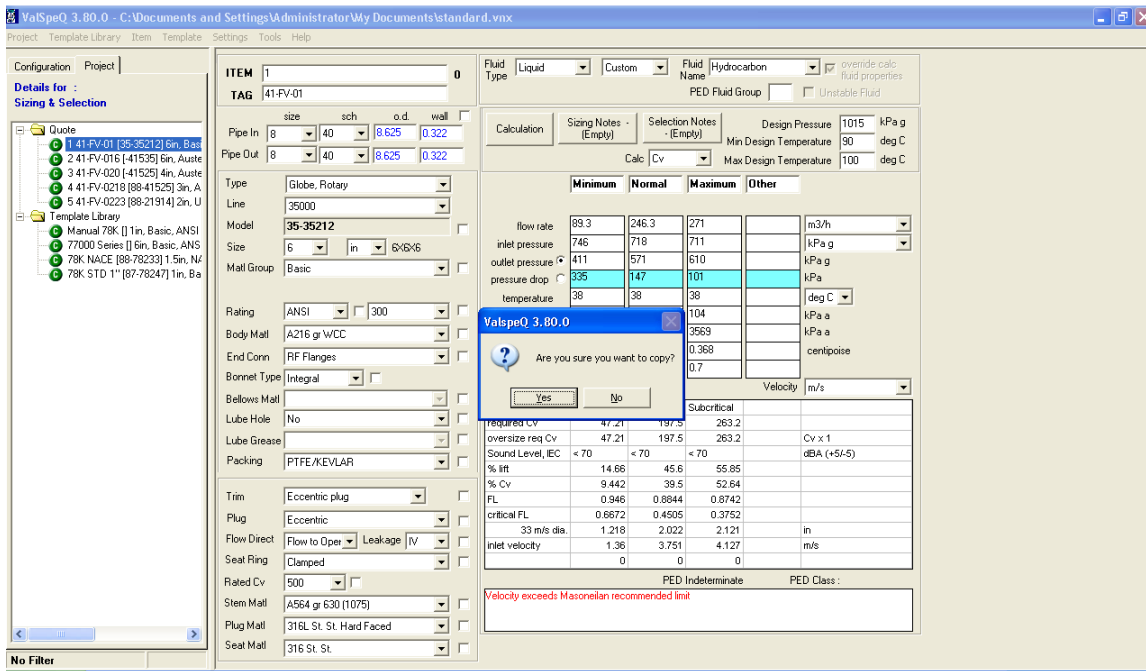 ValSpeQ 3.80.0 - C:\Documents and Settings\Administrator\My Documents\standard.vnx
Project Template Library Item Template Settings Tools Help
Configuration Project
Details for :
Sizing & Selection
Quote
1 41-FV-01 [35-35212] 6in, Basi
2 41-FV-016 [-41535] 6in, Auste
3 41-FV-020 [-41525] 4in, Auste
4 41-FV-0218 [88-41525] 3in, A
5 41-FV-0223 [88-21914] 2in, U
Template Library
Manual 78K [] 1in, Basic, ANSI
77000 Series [] 6in, Basic, ANS
78K NACE [88-78233] 1.5in, N/
78K STD 1" [87-78247] 1in, Ba
No Filter
ITEM 1 0
TAG 41-FV-01
size sch o.d. wall
Pipe In 8 40 8.625 0.322
Pipe Out 8 40 8.625 0.322
Type Globe, Rotary
Line 35000
Model 35-35212
Size 6 in 6X6X6
Matl Group Basic
Rating ANSI 300
Body Matl A216 gr WCC
End Conn RF Flanges
Bonnet Type Integral
Bellows Matl
Lube Hole No
Lube Grease
Packing PTFE/KEVLAR
Trim Eccentric plug
Plug Eccentric
Flow Direct Flow to Oper Leakage IV
Seat Ring Clamped
Rated Cv 500
Stem Matl A564 gr 630 (1075)
Plug Matl 316L St. St. Hard Faced
Seat Matl 316 St. St.
Fluid Type Liquid Custom Fluid Name Hydrocarbon override calc fluid properties
PED Fluid Group Unstable Fluid
Calculation Sizing Notes - (Empty) Selection Notes - (Empty)
Design Pressure 1015 kPa g
Min Design Temperature 90 deg C
Calc Cv Max Design Temperature 100 deg C
Minimum Normal Maximum Other
flow rate 89.3 246.3 271 m3/h
inlet pressure 746 718 711 kPa g
outlet pressure 411 571 610 kPa g
pressure drop 335 147 101 kPa
temperature 38 38 38 deg C
104 kPa a
3569 kPa a
0.368 centipoise
0.7
Velocity m/s
ValspeQ 3.80.0
Are you sure you want to copy?
Yes No
Subcritical
required Cv 47.21 197.5 263.2
oversize req Cv 47.21 197.5 263.2 Cv x 1
Sound Level, IEC < 70 < 70 < 70 dBA (+5/-5)
% lift 14.66 45.6 55.85
% Cv 9.442 39.5 52.64
FL 0.946 0.8844 0.8742
critical FL 0.6672 0.4505 0.3752
33 m/s dia. 1.218 2.022 2.121 in
inlet velocity 1.36 3.751 4.127 m/s
0 0 0
PED Indeterminate PED Class :
Velocity exceeds Masoneilan recommended limit